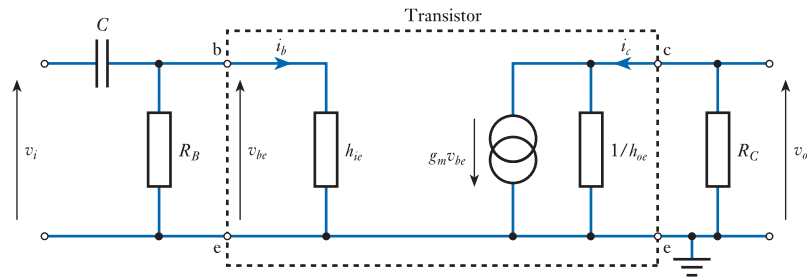 Transistor
C
b
i_b
i_c
c
v_i
R_B
v_be
h_ie
g_m v_be
1/h_oe
R_C
v_o
e
e